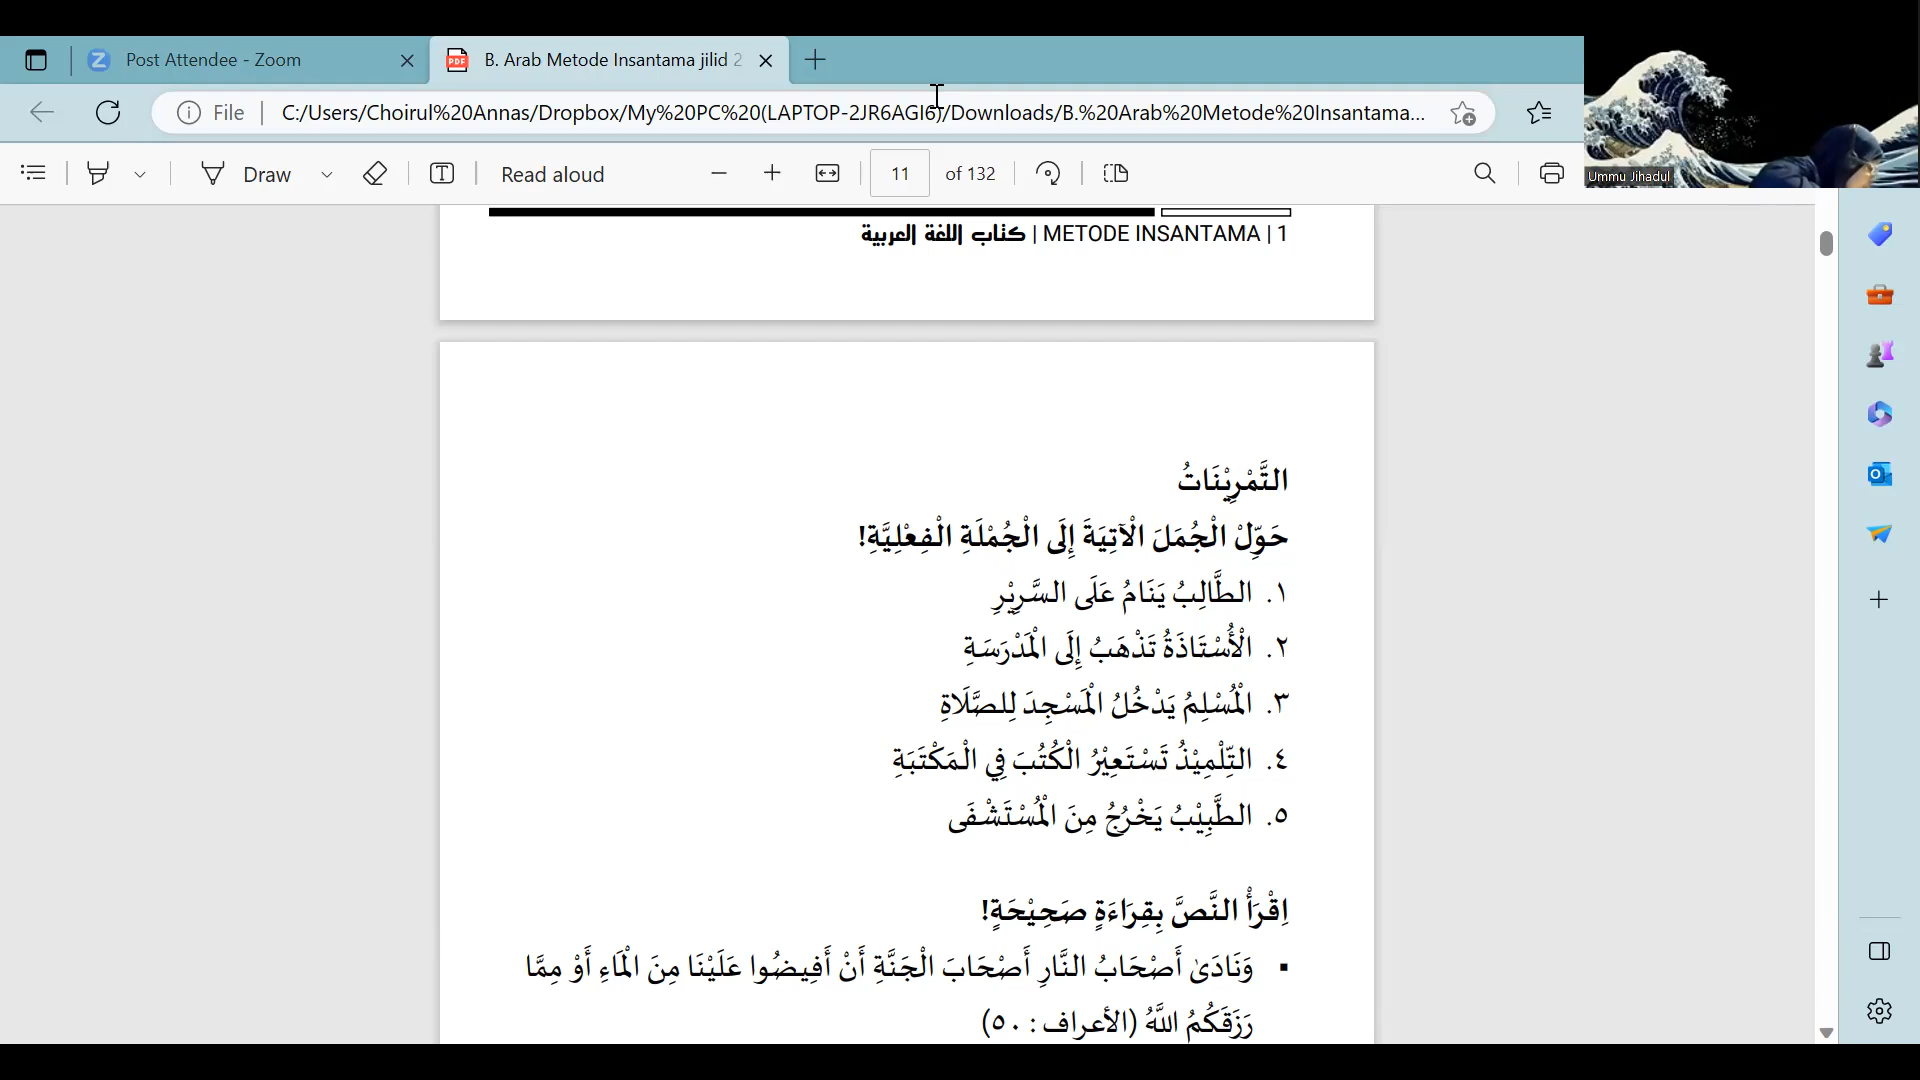 Post Attendee - Zoom
B. Arab Metode Insantama jilid 2
File
C:/Users/Choirul%20Annas/Dropbox/My%20PC%20(LAPTOP-2JR6AGI6)/Downloads/B.%20Arab%20Metode%20Insantama...
Draw
Read aloud
11 of 132
Ummu Jihadul
كتاب اللغة العربية | METODE INSANTAMA | 1
التَّمْرِيْنَاتُ
حَوِّلْ الْجُمَلَ الْآتِيَةَ إِلَى الْجُمْلَةِ الْفِعْلِيَّةِ!
١. الطَّالِبُ يَنَامُ عَلَى السَّرِيْرِ
٢. الْأُسْتَاذَةُ تَذْهَبُ إِلَى الْمَدْرَسَةِ
٣. الْمُسْلِمُ يَدْخُلُ الْمَسْجِدَ لِلصَّلَاةِ
٤. التِّلْمِيْذُ تَسْتَعِيْرُ الْكُتُبَ فِي الْمَكْتَبَةِ
٥. الطَّبِيْبُ يَخْرُجُ مِنَ الْمُسْتَشْفَى
اِقْرَأْ النَّصَّ بِقِرَاءَةٍ صَحِيْحَةٍ!
▪ وَنَادَىٰ أَصْحَابُ النَّارِ أَصْحَابَ الْجَنَّةِ أَنْ أَفِيضُوا عَلَيْنَا مِنَ الْمَاءِ أَوْ مِمَّا
رَزَقَكُمُ اللَّهُ (الأعراف : ٥٠)